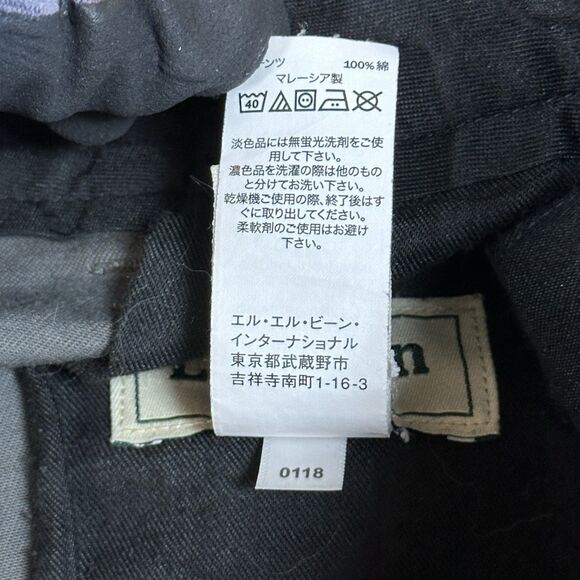 ンツ 100% 綿
マレーシア製
40
淡色品には無蛍光洗剤をご使
用して下さい。
濃色品を洗濯の際は他のもの
と分けてお洗い下さい。
乾燥機ご使用の際、終了後はす
ぐに取り出してください。
柔軟剤のご使用はお避け
下さい。
エル・エル・ビーン・
インターナショナル
東京都武蔵野市
吉祥寺南町1-16-3
0118